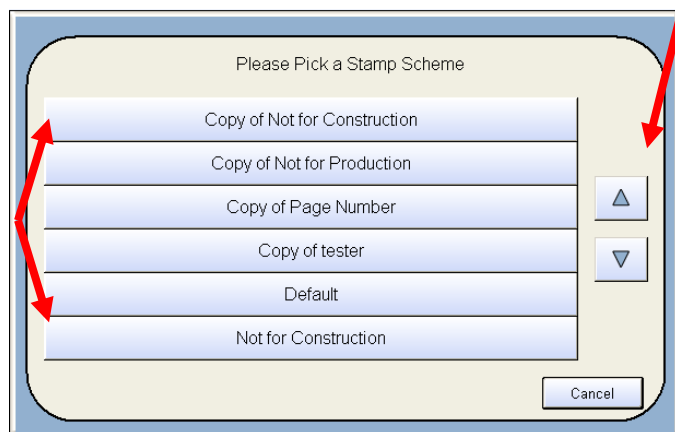 Please Pick a Stamp Scheme
Copy of Not for Construction
Copy of Not for Production
Copy of Page Number
Copy of tester
Default
Not for Construction
Cancel